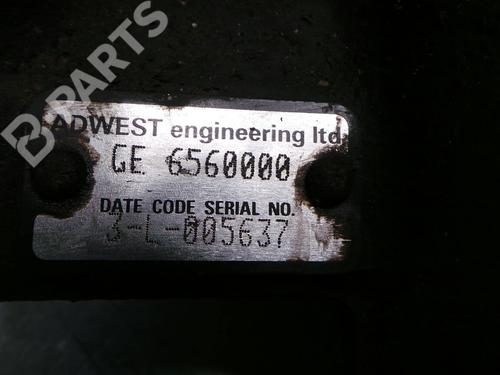 B-PARTS
ADWEST engineering ltd
GE 6560000
DATE CODE SERIAL NO.
3-L-005637